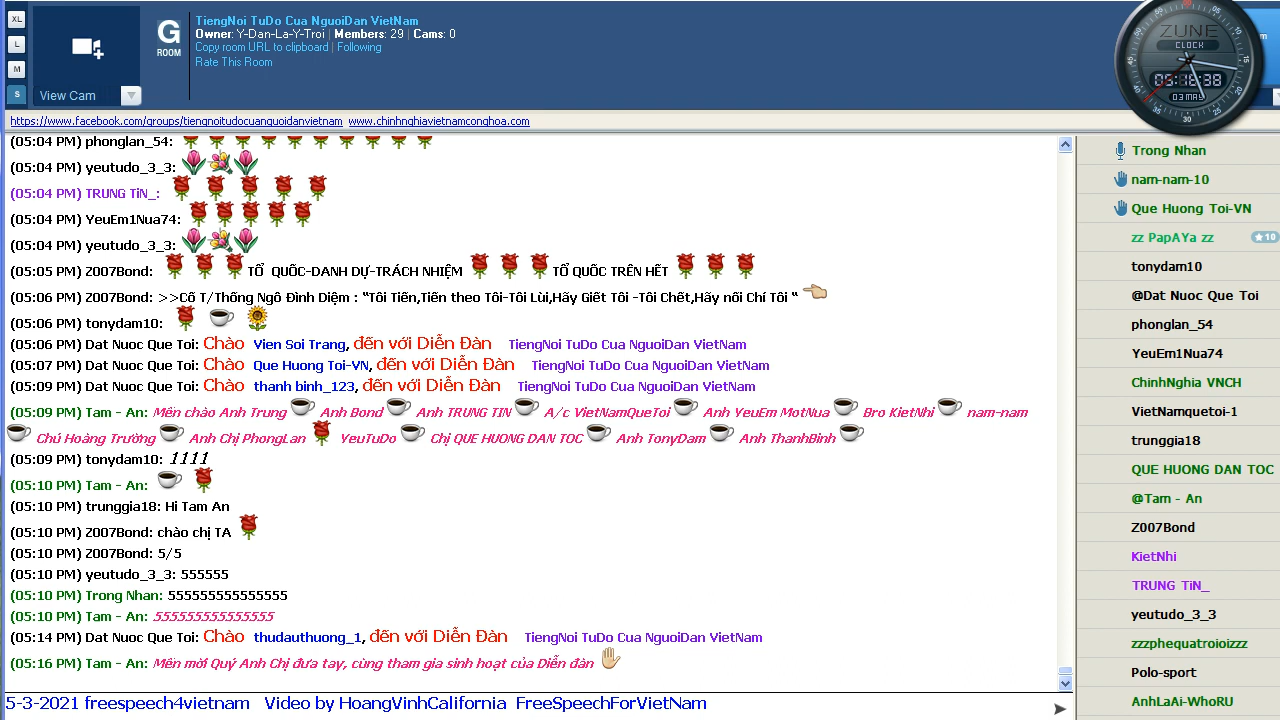 XL
L
M
S
View Cam
G
ROOM
TiengNoi TuDo Cua NguoiDan VietNam
Owner: Y-Dan-La-Y-Troi | Members: 29 | Cams: 0
Copy room URL to clipboard | Following
Rate This Room
ZUNE
CLOCK
05:16:38
03 MAY
https://www.facebook.com/groups/tiengnoitudocuanguoidanvietnam www.chinhnghiavietnamconghoa.com
(05:04 PM) phonglan_54:
(05:04 PM) yeutudo_3_3:
(05:04 PM) TRUNG TiN_:
(05:04 PM) YeuEm1Nua74:
(05:04 PM) yeutudo_3_3:
(05:05 PM) Z007Bond: TỔ QUỐC-DANH DỰ-TRÁCH NHIỆM TỔ QUỐC TRÊN HẾT
(05:06 PM) Z007Bond: >>Cố T/Thống Ngô Đình Diệm : “Tôi Tiến,Tiến theo Tôi-Tôi Lùi,Hãy Giết Tôi -Tôi Chết,Hãy nối Chí Tôi “
(05:06 PM) tonydam10:
(05:06 PM) Dat Nuoc Que Toi: Chào Vien Soi Trang, đến với Diễn Đàn TiengNoi TuDo Cua NguoiDan VietNam
(05:07 PM) Dat Nuoc Que Toi: Chào Que Huong Toi-VN, đến với Diễn Đàn TiengNoi TuDo Cua NguoiDan VietNam
(05:09 PM) Dat Nuoc Que Toi: Chào thanh binh_123, đến với Diễn Đàn TiengNoi TuDo Cua NguoiDan VietNam
(05:09 PM) Tam - An: Mến chào Anh Trung Anh Bond Anh TRUNG TIN A/c VietNamQueToi Anh YeuEm MotNua Bro KietNhi nam-nam
Chú Hoàng Trường Anh Chị PhongLan YeuTuDo Chị QUE HUONG DAN TOC Anh TonyDam Anh ThanhBinh
(05:09 PM) tonydam10: 1111
(05:10 PM) Tam - An:
(05:10 PM) trunggia18: Hi Tam An
(05:10 PM) Z007Bond: chào chị TA
(05:10 PM) Z007Bond: 5/5
(05:10 PM) yeutudo_3_3: 555555
(05:10 PM) Trong Nhan: 555555555555555
(05:10 PM) Tam - An: 555555555555555
(05:14 PM) Dat Nuoc Que Toi: Chào thudauthuong_1, đến với Diễn Đàn TiengNoi TuDo Cua NguoiDan VietNam
(05:16 PM) Tam - An: Mến mời Quý Anh Chị đưa tay, cùng tham gia sinh hoạt của Diễn đàn
5-3-2021 freespeech4vietnam Video by HoangVinhCalifornia FreeSpeechForVietNam
Trong Nhan
nam-nam-10
Que Huong Toi-VN
zz PapAYa zz
10
tonydam10
@Dat Nuoc Que Toi
phonglan_54
YeuEm1Nua74
ChinhNghia VNCH
VietNamquetoi-1
trunggia18
QUE HUONG DAN TOC
@Tam - An
Z007Bond
KietNhi
TRUNG TiN_
yeutudo_3_3
zzzphequatroioizzz
Polo-sport
AnhLaAi-WhoRU